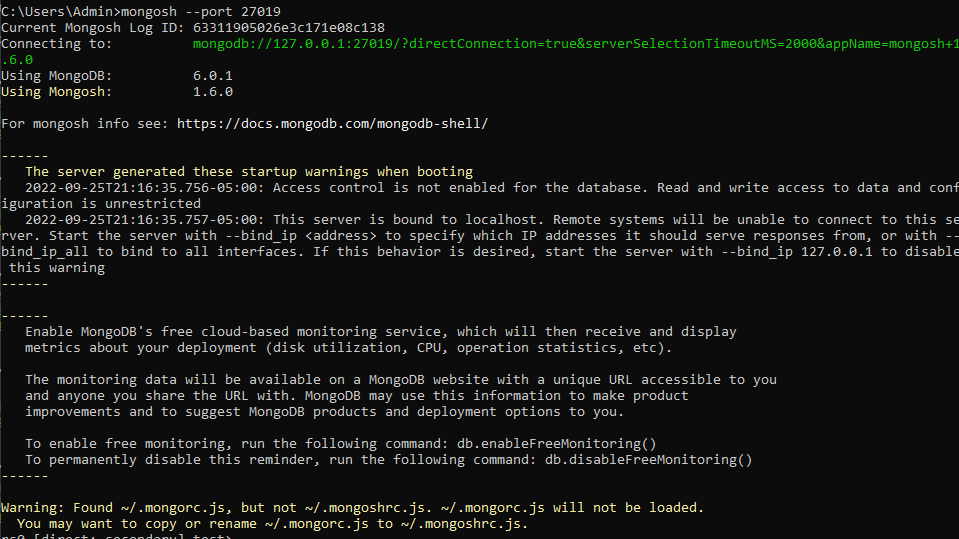 C:\Users\Admin>mongosh --port 27019
Current Mongosh Log ID: 63311905026e3c171e08c138
Connecting to:          mongodb://127.0.0.1:27019/?directConnection=true&serverSelectionTimeoutMS=2000&appName=mongosh+1
.6.0
Using MongoDB:          6.0.1
Using Mongosh:          1.6.0
For mongosh info see: https://docs.mongodb.com/mongodb-shell/
------
   The server generated these startup warnings when booting
   2022-09-25T21:16:35.756-05:00: Access control is not enabled for the database. Read and write access to data and conf
iguration is unrestricted
   2022-09-25T21:16:35.757-05:00: This server is bound to localhost. Remote systems will be unable to connect to this se
rver. Start the server with --bind_ip <address> to specify which IP addresses it should serve responses from, or with --
bind_ip_all to bind to all interfaces. If this behavior is desired, start the server with --bind_ip 127.0.0.1 to disable
 this warning
------
------
   Enable MongoDB's free cloud-based monitoring service, which will then receive and display
   metrics about your deployment (disk utilization, CPU, operation statistics, etc).
   The monitoring data will be available on a MongoDB website with a unique URL accessible to you
   and anyone you share the URL with. MongoDB may use this information to make product
   improvements and to suggest MongoDB products and deployment options to you.
   To enable free monitoring, run the following command: db.enableFreeMonitoring()
   To permanently disable this reminder, run the following command: db.disableFreeMonitoring()
------
Warning: Found ~/.mongorc.js, but not ~/.mongoshrc.js. ~/.mongorc.js will not be loaded.
  You may want to copy or rename ~/.mongorc.js to ~/.mongoshrc.js.
rs0 [direct: secondary] test>